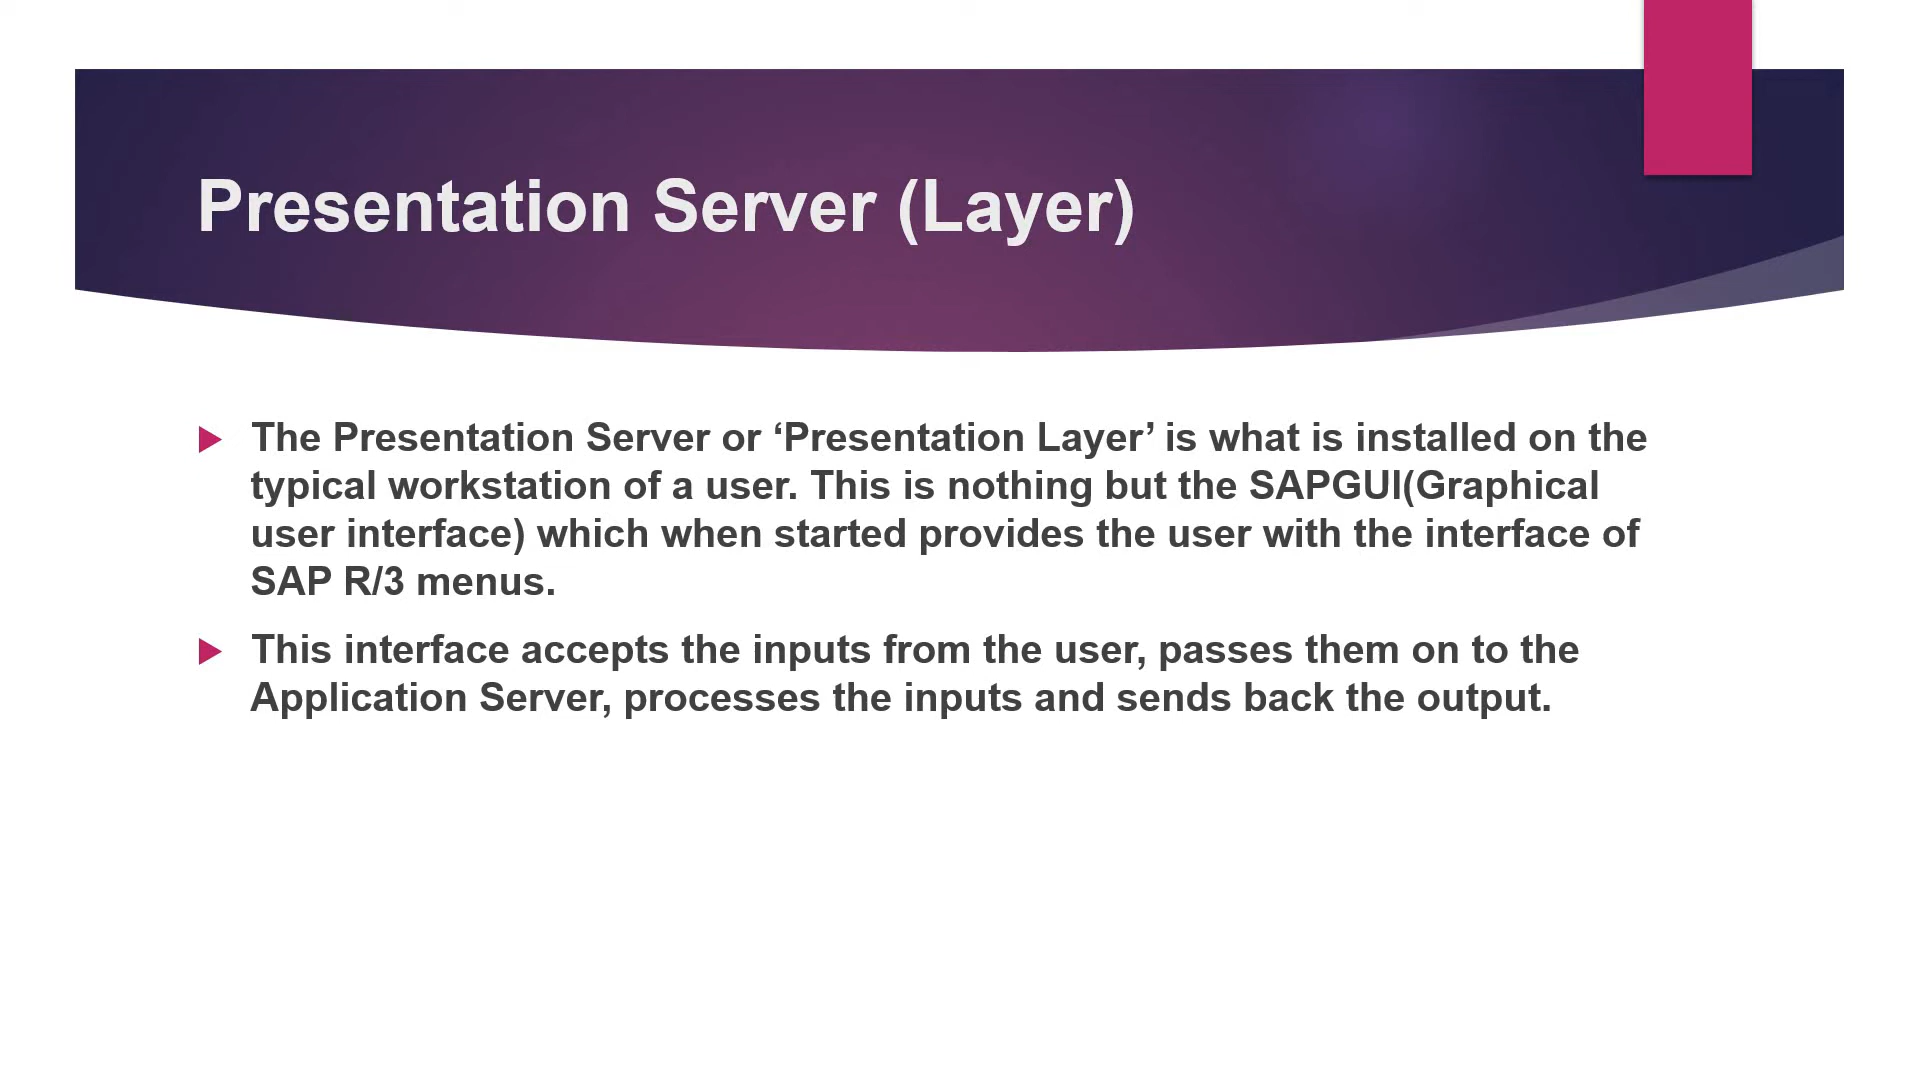 Presentation Server (Layer)
The Presentation Server or ‘Presentation Layer’ is what is installed on the
typical workstation of a user. This is nothing but the SAPGUI(Graphical
user interface) which when started provides the user with the interface of
SAP R/3 menus.
This interface accepts the inputs from the user, passes them on to the
Application Server, processes the inputs and sends back the output.